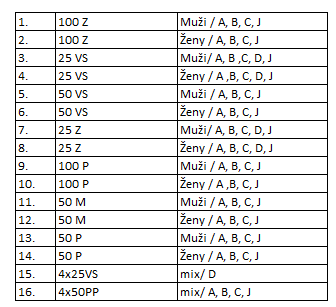 1. 100 Z Muži / A, B, C, J
2. 100 Z Ženy / A, B, C, J
3. 25 VS Muži/ A, B ,C, D, J
4. 25 VS Ženy / A ,B, C, D, J
5. 50 VS Muži / A, B, C, J
6. 50 VS Ženy / A, B, C, J
7. 25 Z Muži/ A, B, C, D, J
8. 25 Z Ženy / A, B, C, D, J
9. 100 P Muži / A, B, C, J
10. 100 P Ženy / A ,B, C, J
11. 50 M Muži / A, B, C, J
12. 50 M Ženy / A, B, C, J
13. 50 P Muži / A, B, C, J
14. 50 P Ženy / A, B, C, J
15. 4x25VS mix/ D
16. 4x50PP mix/ A, B, C, J